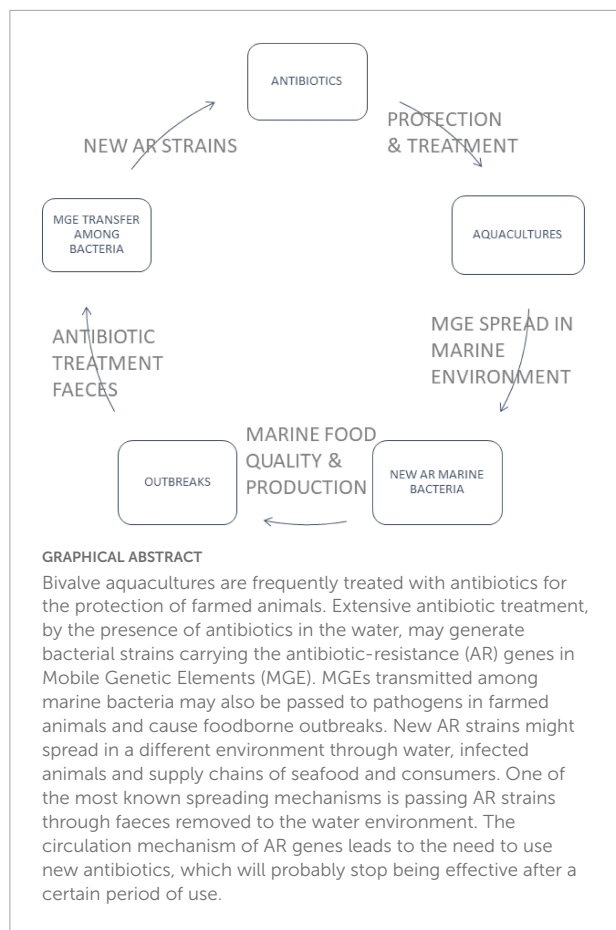 ANTIBIOTICS
PROTECTION
& TREATMENT
NEW AR STRAINS
MGE TRANSFER
AMONG
BACTERIA
AQUACULTURES
MGE SPREAD IN
MARINE
ENVIRONMENT
ANTIBIOTIC
TREATMENT
FAECES
MARINE FOOD
QUALITY &
PRODUCTION
OUTBREAKS
NEW AR MARINE
BACTERIA
GRAPHICAL ABSTRACT
Bivalve aquacultures are frequently treated with antibiotics for
the protection of farmed animals. Extensive antibiotic treatment,
by the presence of antibiotics in the water, may generate
bacterial strains carrying the antibiotic-resistance (AR) genes in
Mobile Genetic Elements (MGE). MGEs transmitted among
marine bacteria may also be passed to pathogens in farmed
animals and cause foodborne outbreaks. New AR strains might
spread in a different environment through water, infected
animals and supply chains of seafood and consumers. One of
the most known spreading mechanisms is passing AR strains
through faeces removed to the water environment. The
circulation mechanism of AR genes leads to the need to use
new antibiotics, which will probably stop being effective after a
certain period of use.